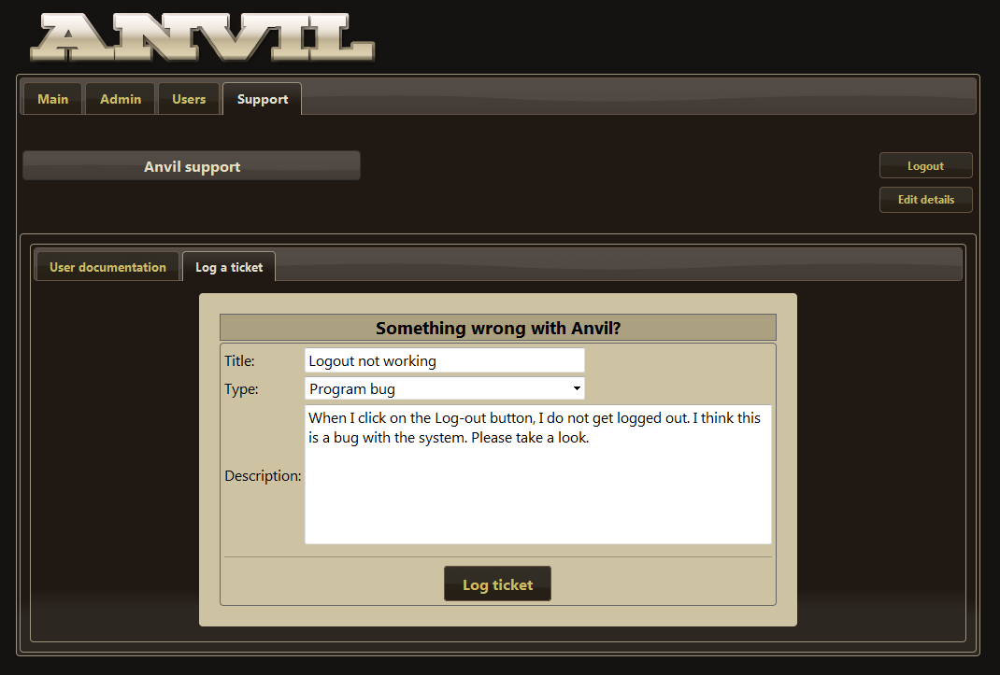 ANVIL
Main Admin Users Support
Anvil support
Logout
Edit details
User documentation Log a ticket
Something wrong with Anvil?
Title: Logout not working
Type: Program bug
Description:
When I click on the Log-out button, I do not get logged out. I think this
is a bug with the system. Please take a look.
Log ticket